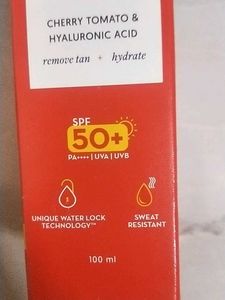 CHERRY TOMATO &
HYALURONIC ACID
remove tan + hydrate
SPF
50+
PA++++ | UVA | UVB
UNIQUE WATER LOCK
TECHNOLOGY™
SWEAT
RESISTANT
100 ml